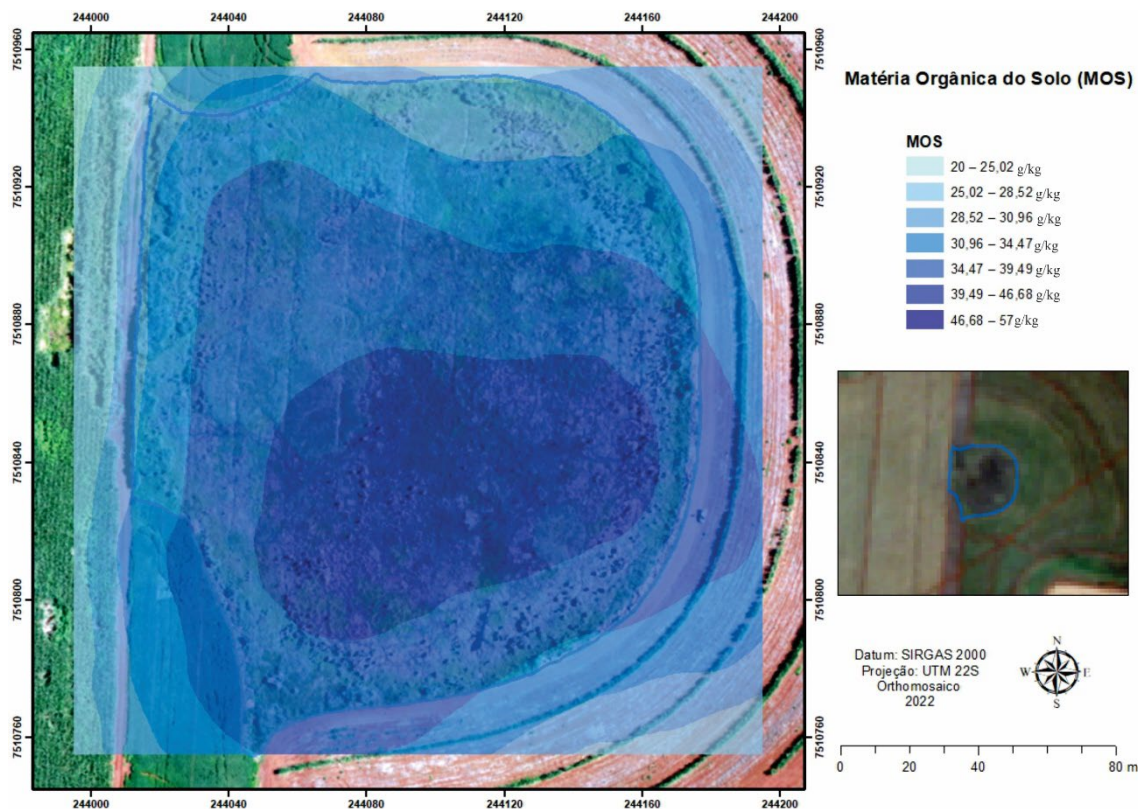 244000 244040 244080 244120 244160 244200
7510960
7510920
7510880
7510840
7510800
7510760
7510960
7510920
7510880
7510840
7510800
7510760
244000 244040 244080 244120 244160 244200
Matéria Orgânica do Solo (MOS)
MOS
20 – 25,02 g/kg
25,02 – 28,52 g/kg
28,52 – 30,96 g/kg
30,96 – 34,47 g/kg
34,47 – 39,49 g/kg
39,49 – 46,68 g/kg
46,68 – 57 g/kg
Datum: SIRGAS 2000
Projeção: UTM 22S
Orthomosaico
2022
N
W E
S
0 20 40 80 m